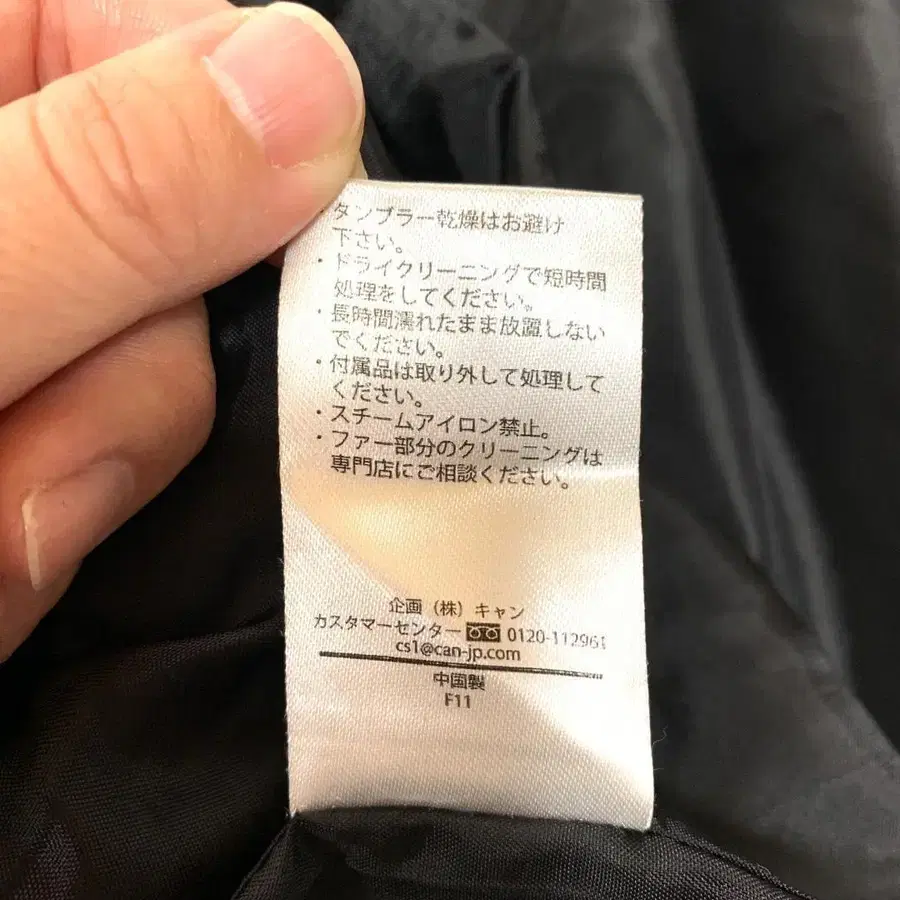 ・タンブラー乾燥はお避け
下さい。
・ドライクリーニングで短時間
処理をしてください。
・長時間濡れたまま放置しない
でください。
・付属品は取り外して処理して
ください。
・スチームアイロン禁止。
・ファー部分のクリーニングは
専門店にご相談ください。
企画（株）キャン
カスタマーセンター 0120-112961
cs1@can-jp.com
中国製
F11